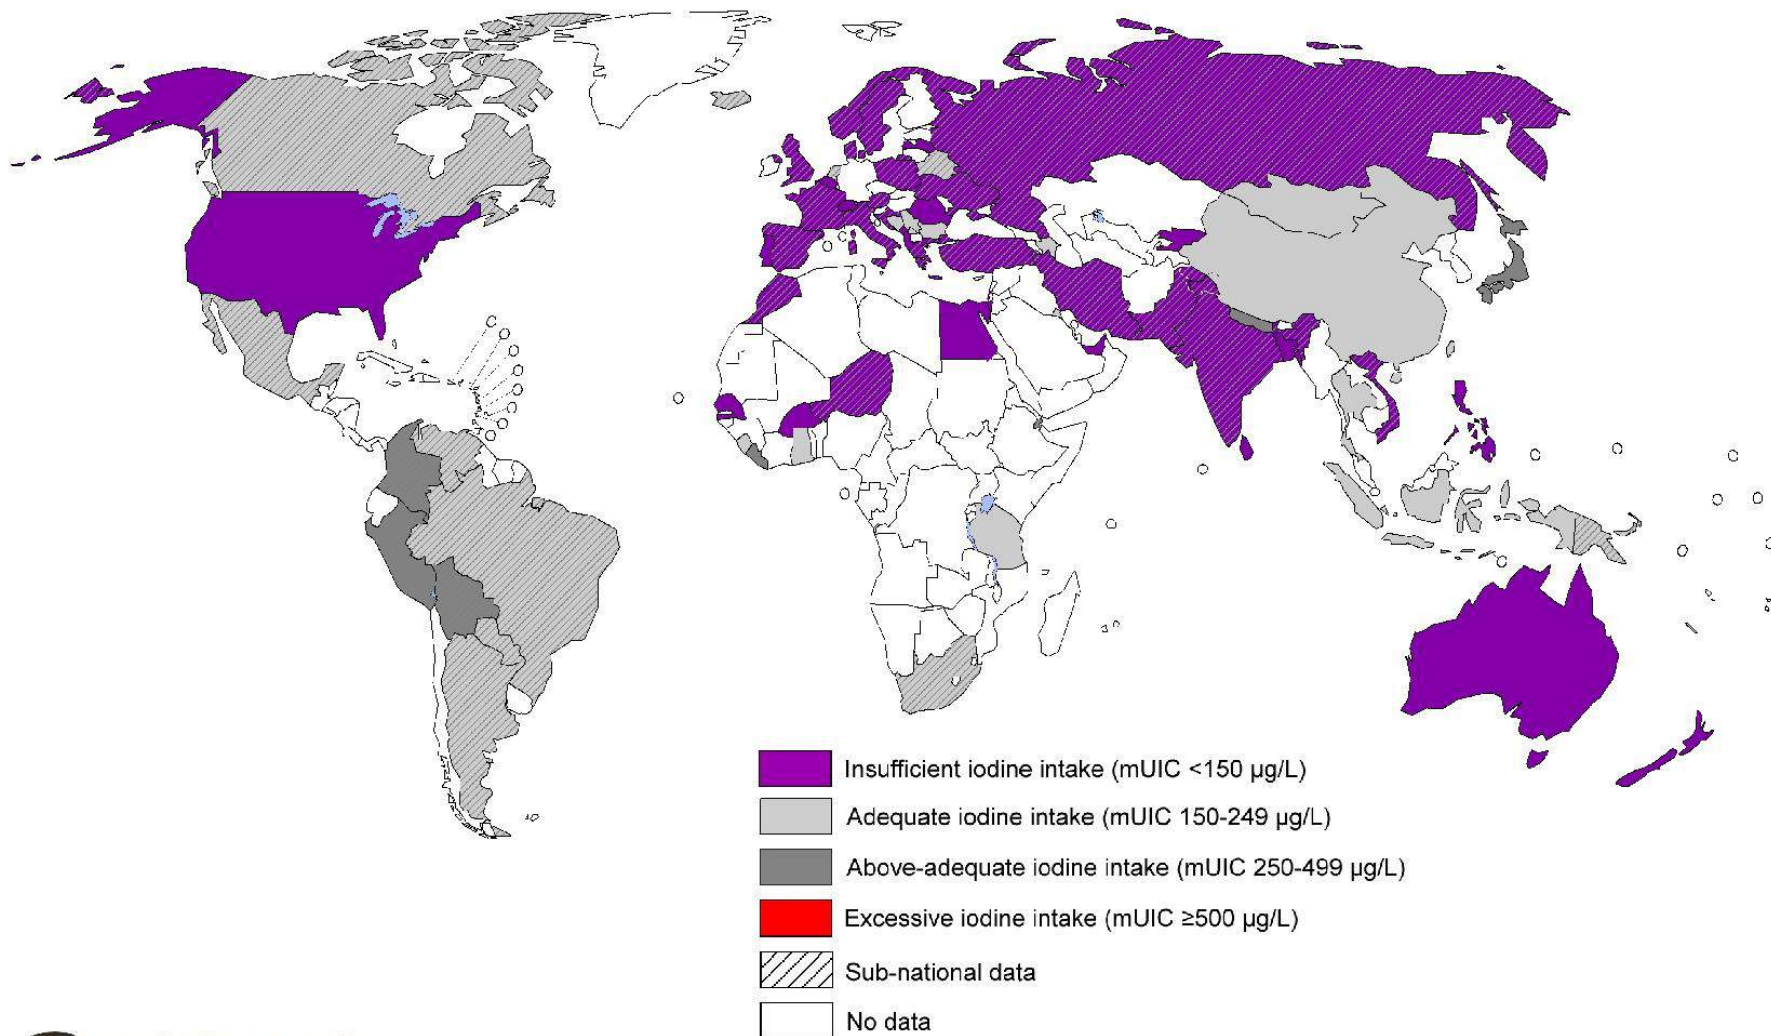 Insufficient iodine intake (mUIC <150 µg/L)
Adequate iodine intake (mUIC 150-249 µg/L)
Above-adequate iodine intake (mUIC 250-499 µg/L)
Excessive iodine intake (mUIC ≥500 µg/L)
Sub-national data
No data